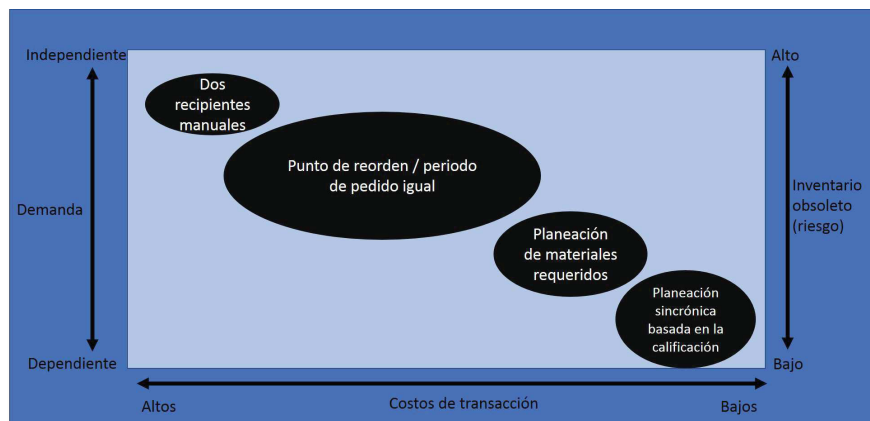 Independiente
Alto
Dos
recipientes
manuales
Punto de reorden / periodo
de pedido igual
Demanda
Inventario
obsoleto
(riesgo)
Planeación
de materiales
requeridos
Planeación
sincrónica
basada en la
calificación
Dependiente
Bajo
Altos
Costos de transacción
Bajos